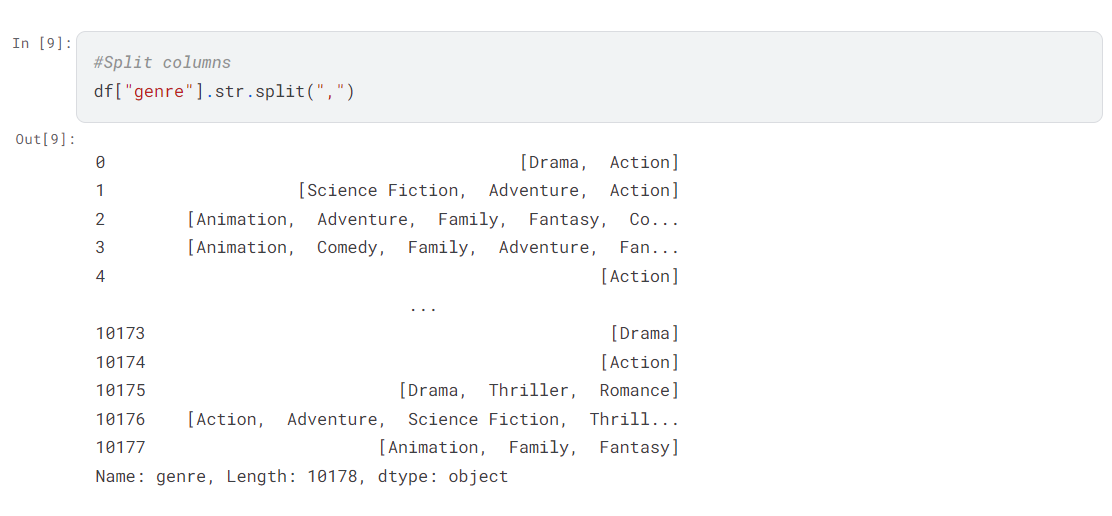 In [9]:
#Split columns
df["genre"].str.split(",")
Out[9]:
0                                         [Drama,  Action]
1                   [Science Fiction,  Adventure,  Action]
2        [Animation,  Adventure,  Family,  Fantasy,  Co...
3        [Animation,  Comedy,  Family,  Adventure,  Fan...
4                                                 [Action]
                               ...
10173                                              [Drama]
10174                                             [Action]
10175                         [Drama,  Thriller,  Romance]
10176    [Action,  Adventure,  Science Fiction,  Thrill...
10177                       [Animation,  Family,  Fantasy]
Name: genre, Length: 10178, dtype: object